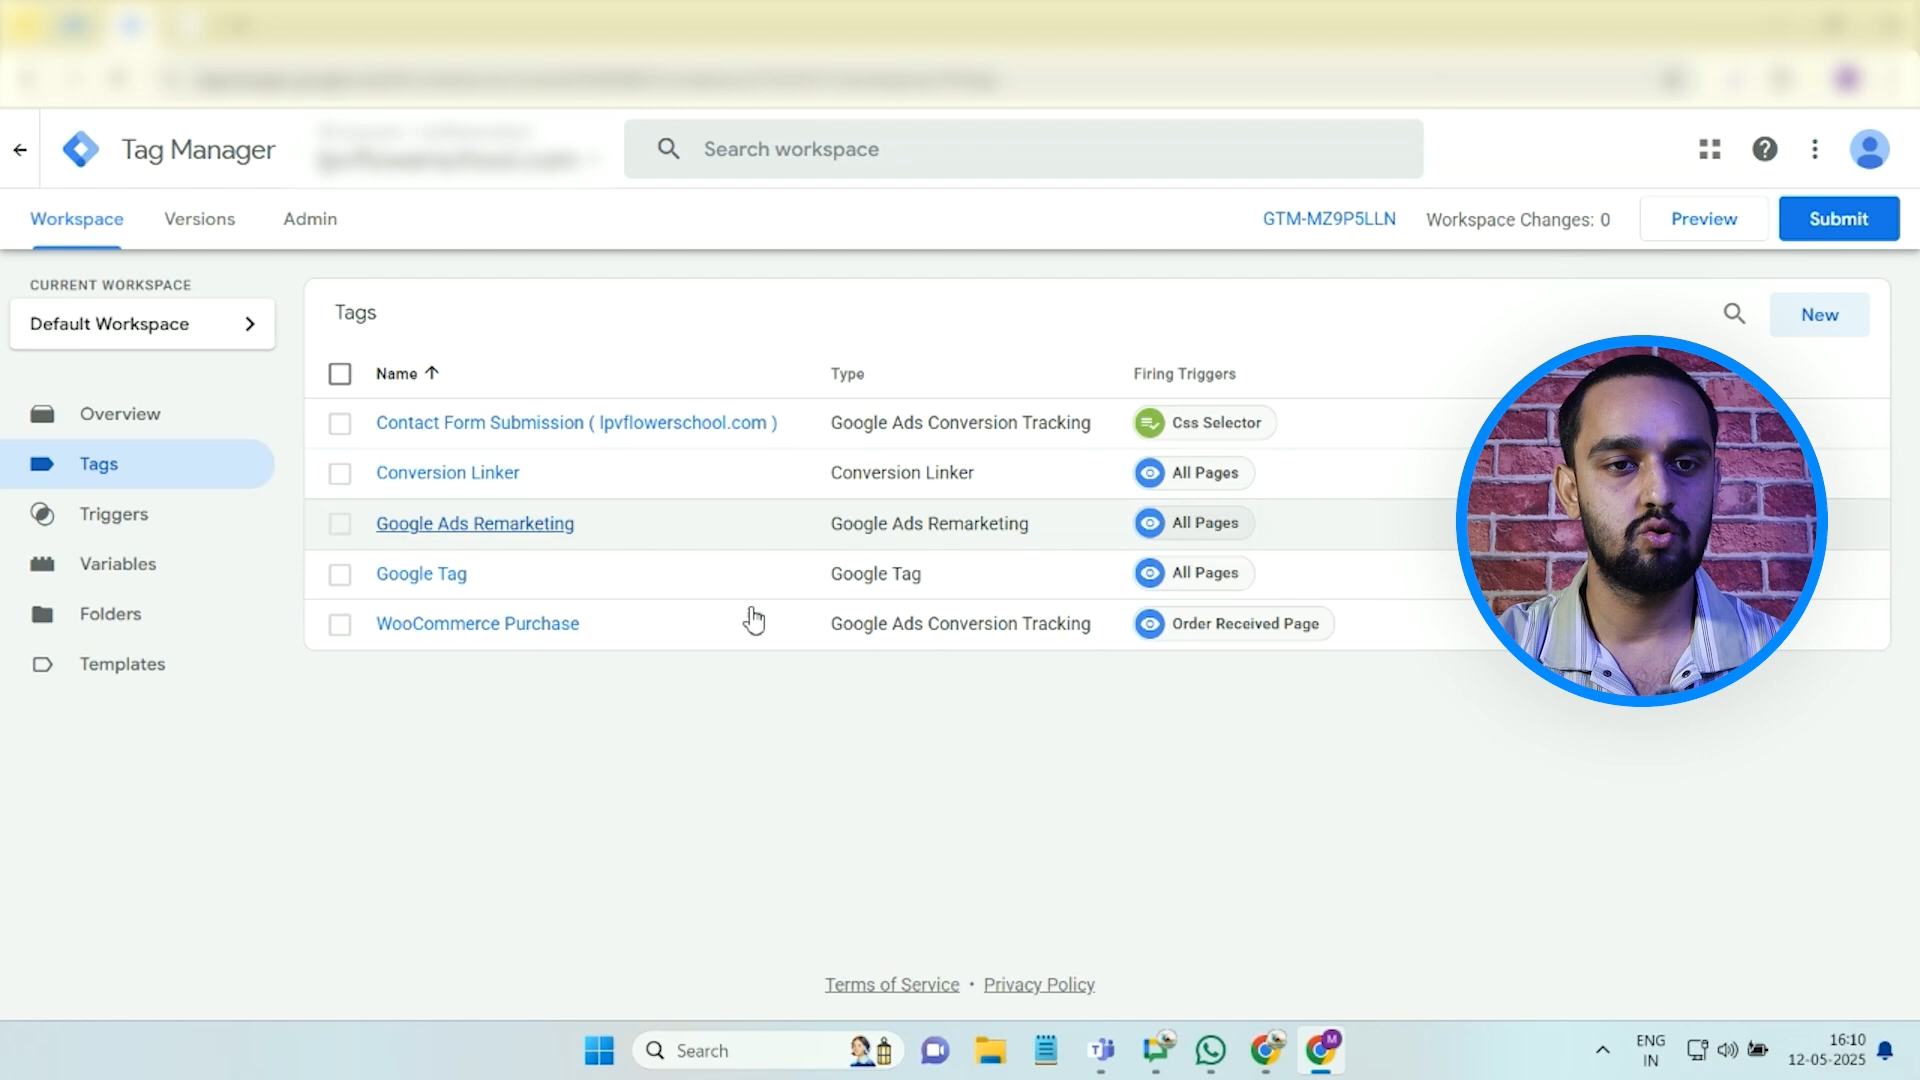 Tag Manager
Search workspace
Workspace
Versions
Admin
GTM-MZ9P5LLN
Workspace Changes: 0
Preview
Submit
CURRENT WORKSPACE
Default Workspace
Overview
Tags
Triggers
Variables
Folders
Templates
Tags
New
Name
Type
Firing Triggers
Contact Form Submission ( lpvflowerschool.com )
Google Ads Conversion Tracking
Css Selector
Conversion Linker
Conversion Linker
All Pages
Google Ads Remarketing
Google Ads Remarketing
All Pages
Google Tag
Google Tag
All Pages
WooCommerce Purchase
Google Ads Conversion Tracking
Order Received Page
Terms of Service • Privacy Policy
Search
ENG
IN
16:10
12-05-2025
M